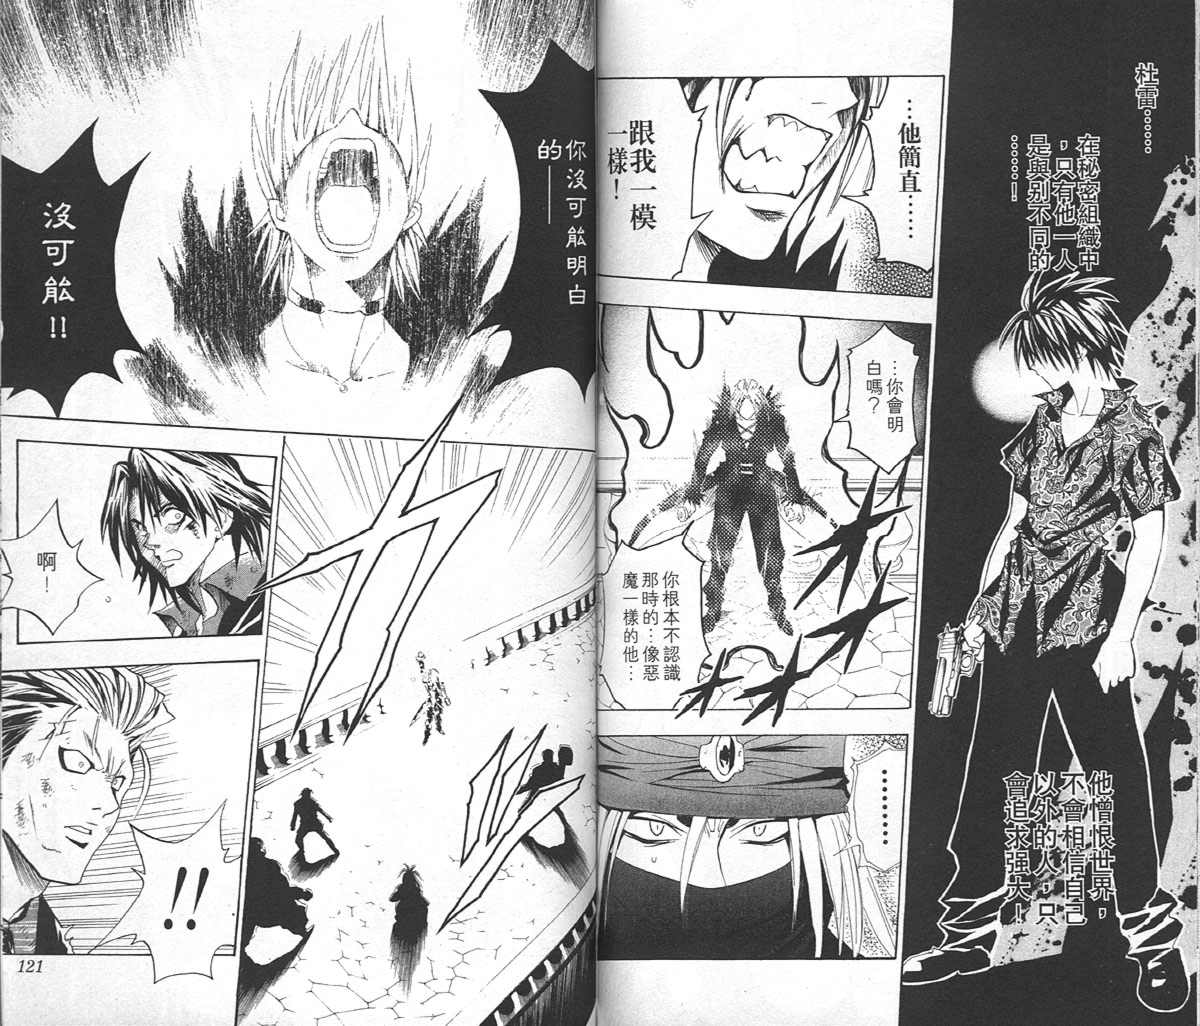 杜雷……
在秘密組織中
，只有他一人
是與別不同的
……！
他憎恨世界，
不會相信自己
以外的人，只
會追求强大！
…他簡直……
跟我一模
一樣！
…你會明
白嗎？
你根本不認識
那時的…像惡
魔一樣的他…
………
你沒可能明白
的——
沒可能!!
啊！
!!
121